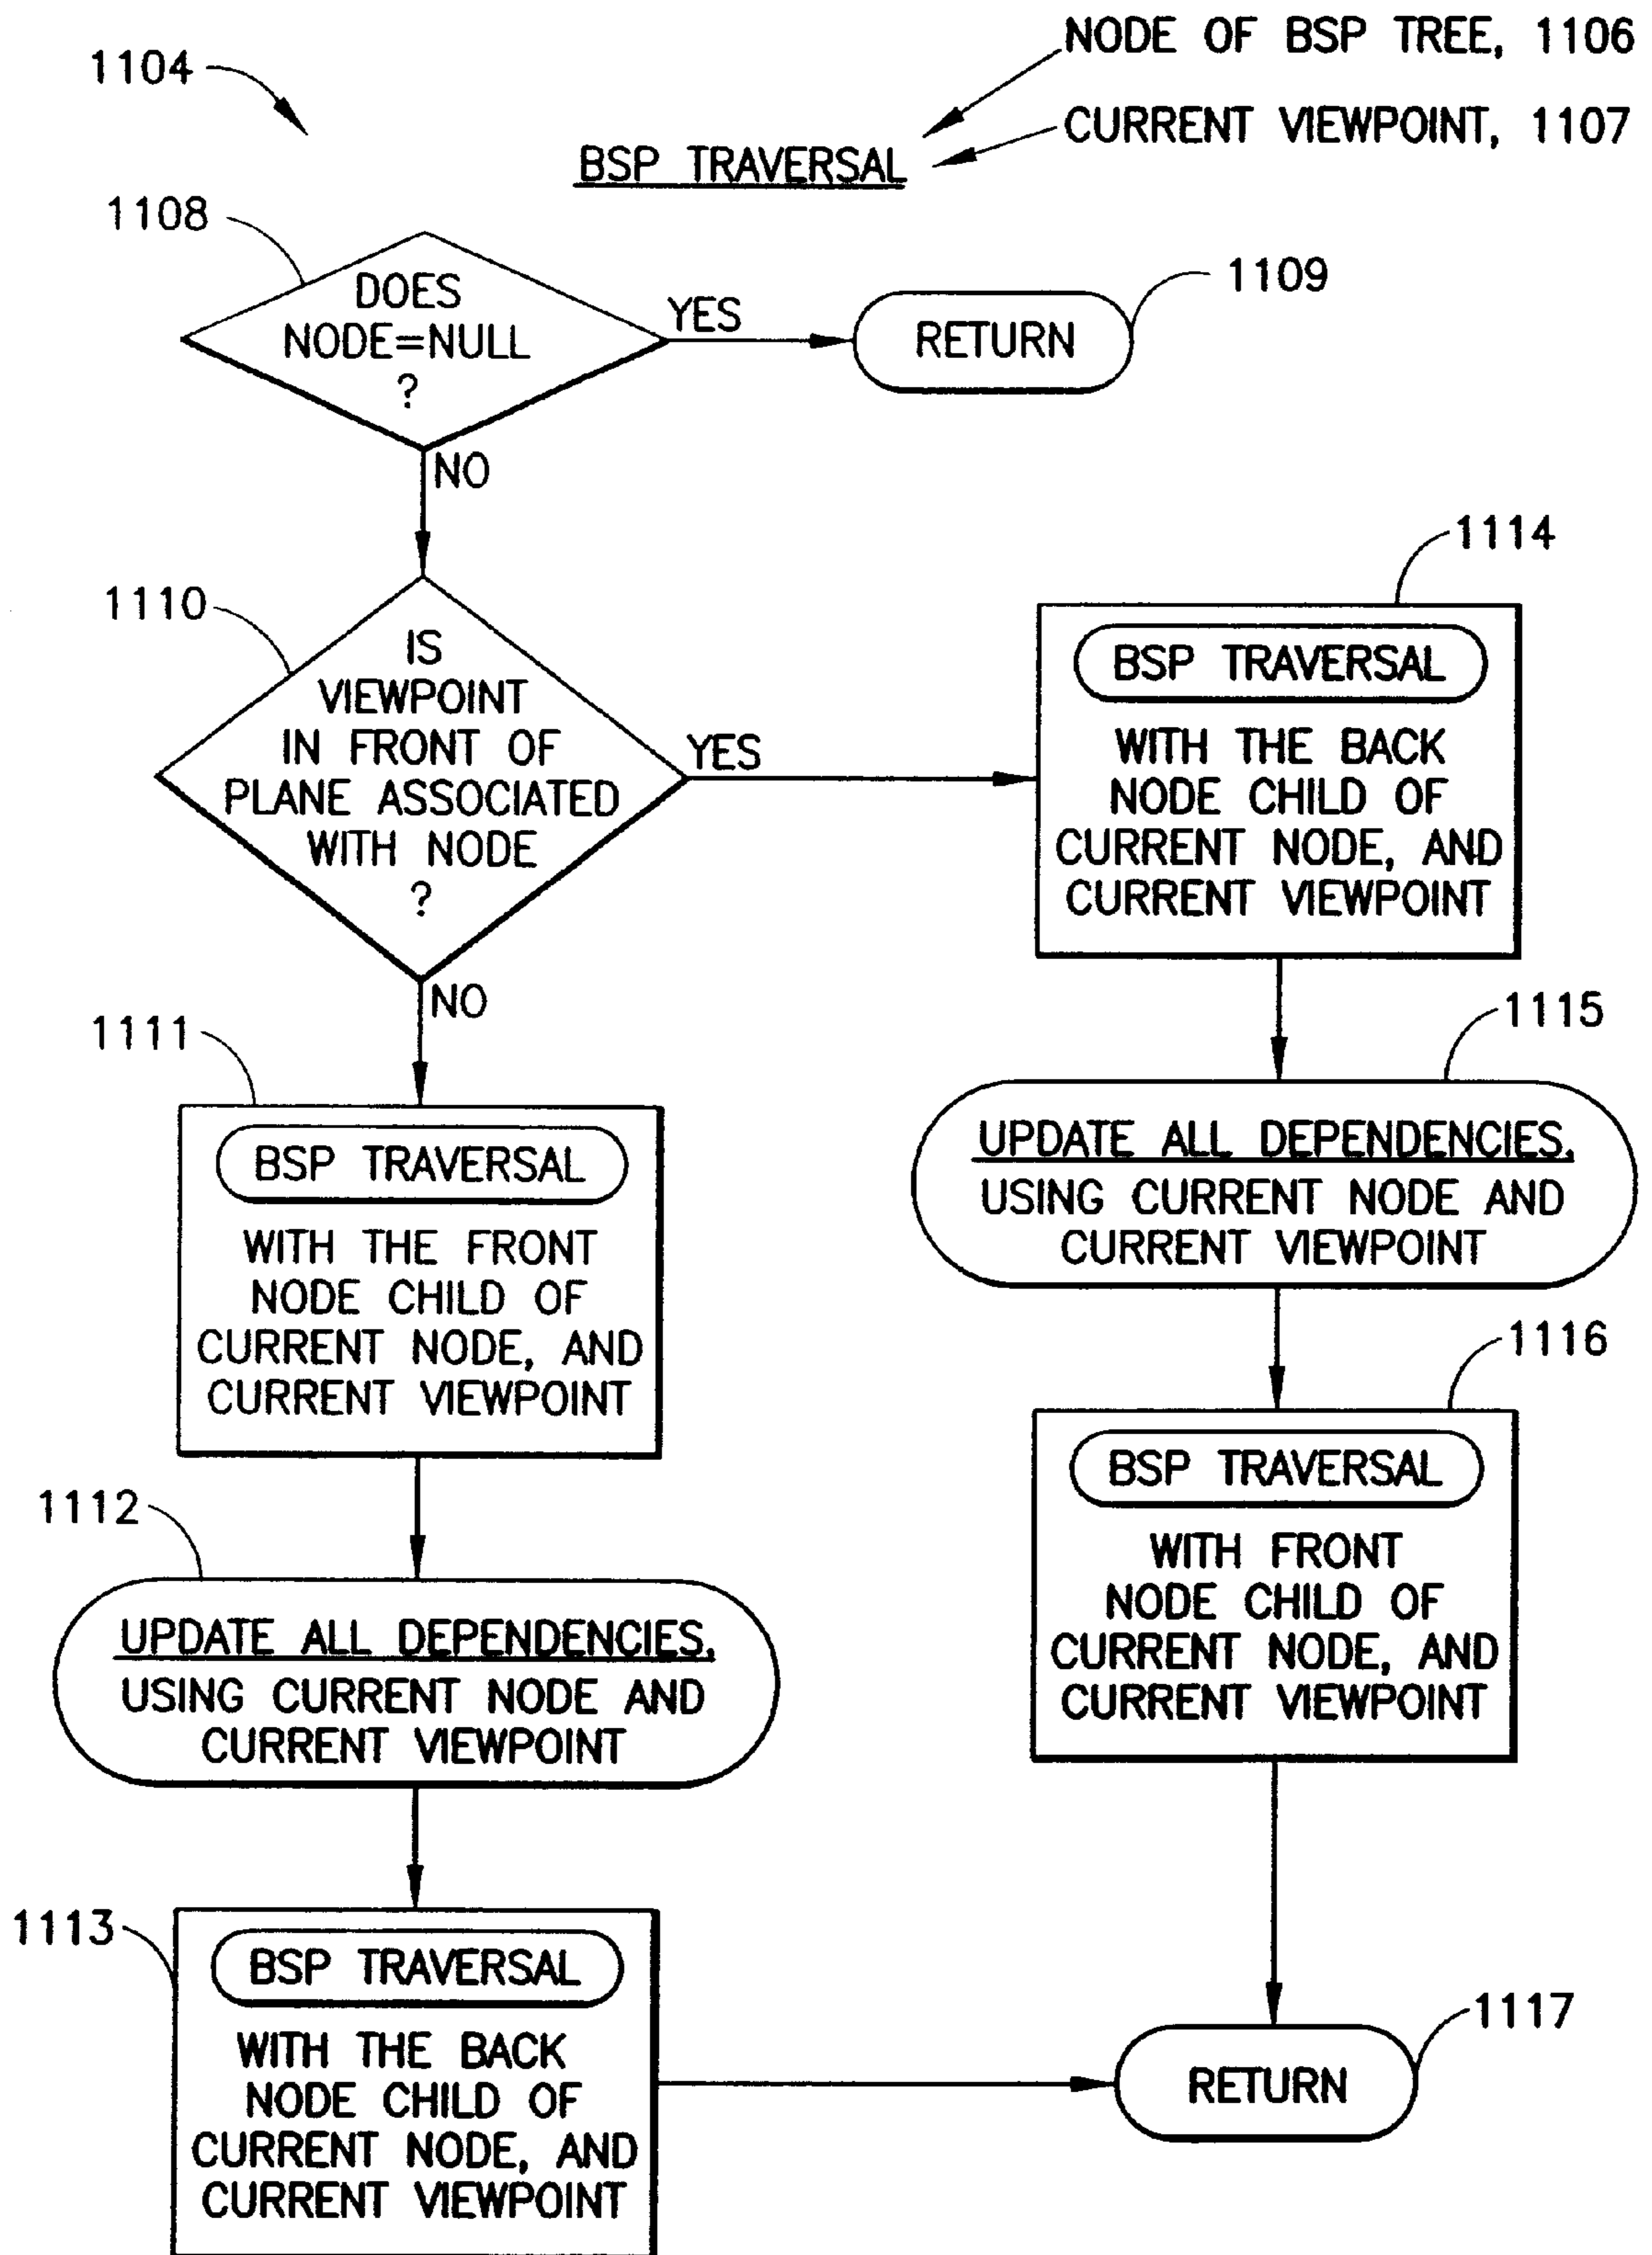 1104
NODE OF BSP TREE, 1106
CURRENT VIEWPOINT, 1107
BSP TRAVERSAL
1108
DOES
NODE=NULL
?
YES
RETURN
1109
NO
1110
IS
VIEWPOINT
IN FRONT OF
PLANE ASSOCIATED
WITH NODE
?
YES
1114
BSP TRAVERSAL
WITH THE BACK
NODE CHILD OF
CURRENT NODE, AND
CURRENT VIEWPOINT
NO
1111
BSP TRAVERSAL
WITH THE FRONT
NODE CHILD OF
CURRENT NODE, AND
CURRENT VIEWPOINT
1115
UPDATE ALL DEPENDENCIES,
USING CURRENT NODE AND
CURRENT VIEWPOINT
1116
BSP TRAVERSAL
WITH FRONT
NODE CHILD OF
CURRENT NODE, AND
CURRENT VIEWPOINT
1112
UPDATE ALL DEPENDENCIES,
USING CURRENT NODE AND
CURRENT VIEWPOINT
1113
BSP TRAVERSAL
WITH THE BACK
NODE CHILD OF
CURRENT NODE, AND
CURRENT VIEWPOINT
1117
RETURN